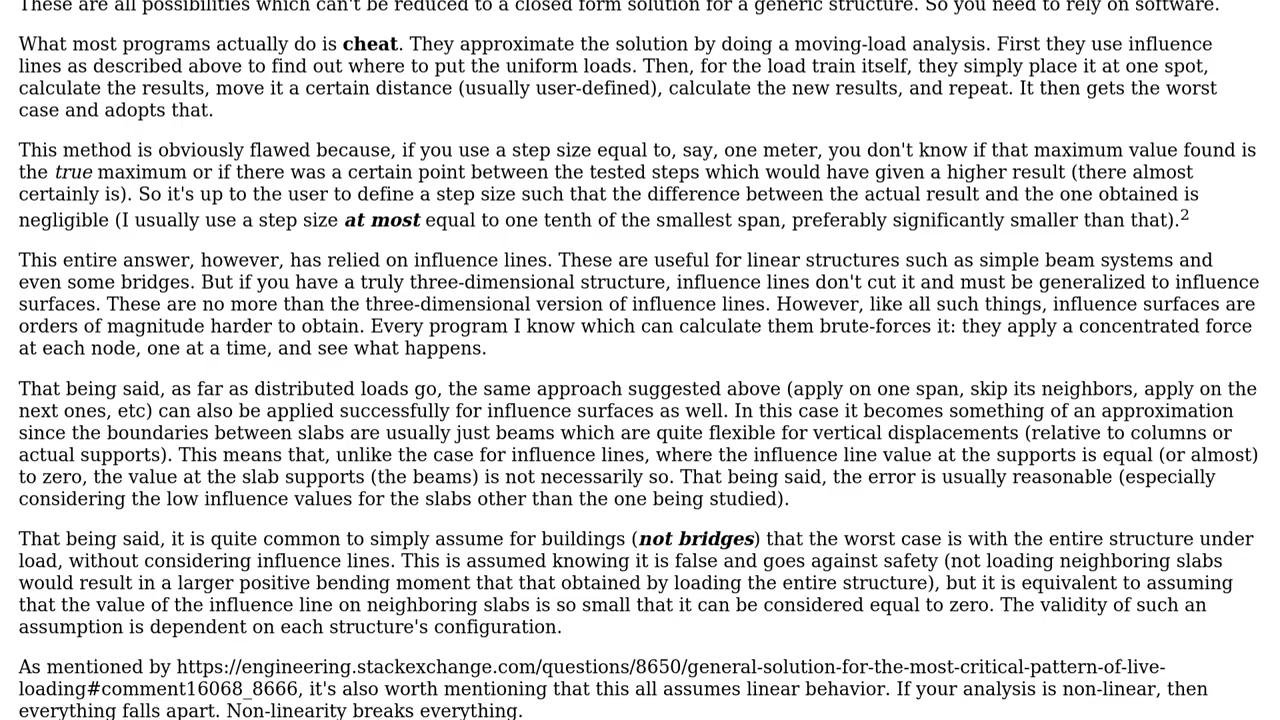 These are all possibilities which can't be reduced to a closed form solution for a generic structure. So you need to rely on software.
What most programs actually do is cheat. They approximate the solution by doing a moving-load analysis. First they use influence
lines as described above to find out where to put the uniform loads. Then, for the load train itself, they simply place it at one spot,
calculate the results, move it a certain distance (usually user-defined), calculate the new results, and repeat. It then gets the worst
case and adopts that.
This method is obviously flawed because, if you use a step size equal to, say, one meter, you don't know if that maximum value found is
the true maximum or if there was a certain point between the tested steps which would have given a higher result (there almost
certainly is). So it's up to the user to define a step size such that the difference between the actual result and the one obtained is
negligible (I usually use a step size at most equal to one tenth of the smallest span, preferably significantly smaller than that).2
This entire answer, however, has relied on influence lines. These are useful for linear structures such as simple beam systems and
even some bridges. But if you have a truly three-dimensional structure, influence lines don't cut it and must be generalized to influence
surfaces. These are no more than the three-dimensional version of influence lines. However, like all such things, influence surfaces are
orders of magnitude harder to obtain. Every program I know which can calculate them brute-forces it: they apply a concentrated force
at each node, one at a time, and see what happens.
That being said, as far as distributed loads go, the same approach suggested above (apply on one span, skip its neighbors, apply on the
next ones, etc) can also be applied successfully for influence surfaces as well. In this case it becomes something of an approximation
since the boundaries between slabs are usually just beams which are quite flexible for vertical displacements (relative to columns or
actual supports). This means that, unlike the case for influence lines, where the influence line value at the supports is equal (or almost)
to zero, the value at the slab supports (the beams) is not necessarily so. That being said, the error is usually reasonable (especially
considering the low influence values for the slabs other than the one being studied).
That being said, it is quite common to simply assume for buildings (not bridges) that the worst case is with the entire structure under
load, without considering influence lines. This is assumed knowing it is false and goes against safety (not loading neighboring slabs
would result in a larger positive bending moment that that obtained by loading the entire structure), but it is equivalent to assuming
that the value of the influence line on neighboring slabs is so small that it can be considered equal to zero. The validity of such an
assumption is dependent on each structure's configuration.
As mentioned by https://engineering.stackexchange.com/questions/8650/general-solution-for-the-most-critical-pattern-of-live-
loading#comment16068_8666, it's also worth mentioning that this all assumes linear behavior. If your analysis is non-linear, then
everything falls apart. Non-linearity breaks everything.